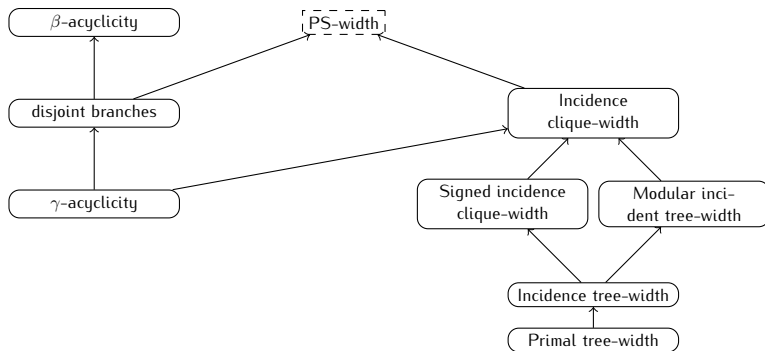 β-acyclicity
PS-width
disjoint branches
Incidence
clique-width
γ-acyclicity
Signed incidence
clique-width
Modular inci-
dent tree-width
Incidence tree-width
Primal tree-width